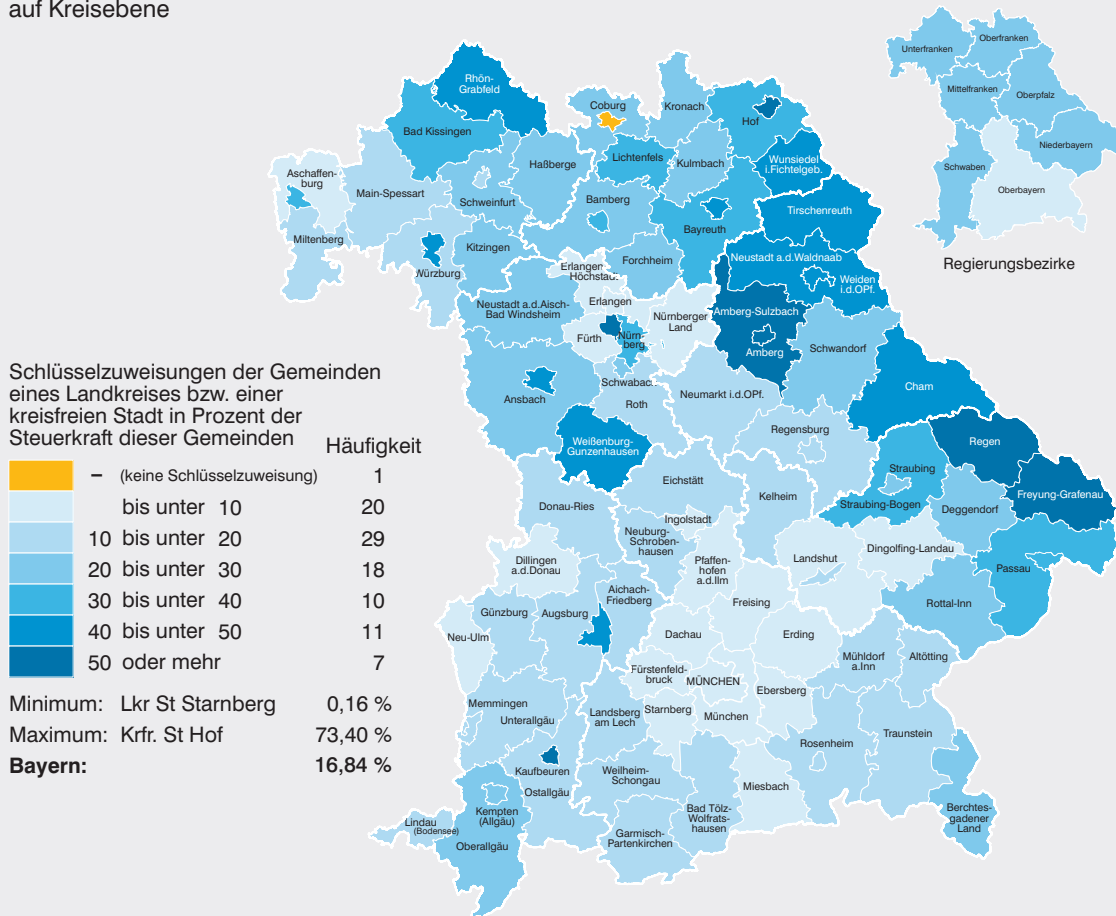 auf Kreisebene
Unterfranken
Oberfranken
Mittelfranken
Oberpfalz
Niederbayern
Schwaben
Oberbayern
Regierungsbezirke
Rhön-
Grabfeld
Bad Kissingen
Coburg
Kronach
Hof
Lichtenfels
Kulmbach
Wunsiedel
i.Fichtelgeb.
Haßberge
Aschaffen-
burg
Main-Spessart
Schweinfurt
Bamberg
Bayreuth
Tirschenreuth
Miltenberg
Würzburg
Kitzingen
Forchheim
Neustadt a.d.Waldnaab
Weiden
i.d.OPf.
Erlangen-
Höchstadt
Erlangen
Neustadt a.d.Aisch-
Bad Windsheim
Fürth
Nürn-
berg
Nürnberger
Land
Amberg-Sulzbach
Amberg
Schwandorf
Cham
Ansbach
Schwabach
Roth
Neumarkt i.d.OPf.
Weißenburg-
Gunzenhausen
Regensburg
Regen
Straubing
Straubing-Bogen
Freyung-Grafenau
Deggendorf
Eichstätt
Kelheim
Donau-Ries
Ingolstadt
Neuburg-
Schroben-
hausen
Pfaffen-
hofen
a.d.Ilm
Landshut
Dingolfing-Landau
Passau
Rottal-Inn
Dillingen
a.d.Donau
Aichach-
Friedberg
Freising
Günzburg
Augsburg
Neu-Ulm
Dachau
Erding
Mühldorf
a.Inn
Altötting
Fürstenfeld-
bruck
MÜNCHEN
Ebersberg
Memmingen
Unterallgäu
Landsberg
am Lech
Starnberg
München
Rosenheim
Traunstein
Kaufbeuren
Ostallgäu
Weilheim-
Schongau
Miesbach
Bad Tölz-
Wolfrats-
hausen
Berchtes-
gadener
Land
Kempten
(Allgäu)
Lindau
(Bodensee)
Oberallgäu
Garmisch-
Partenkirchen
Schlüsselzuweisungen der Gemeinden
eines Landkreises bzw. einer
kreisfreien Stadt in Prozent der
Steuerkraft dieser Gemeinden Häufigkeit
– (keine Schlüsselzuweisung) 1
bis unter 10 20
10 bis unter 20 29
20 bis unter 30 18
30 bis unter 40 10
40 bis unter 50 11
50 oder mehr 7
Minimum: Lkr St Starnberg 0,16 %
Maximum: Krfr. St Hof 73,40 %
Bayern: 16,84 %